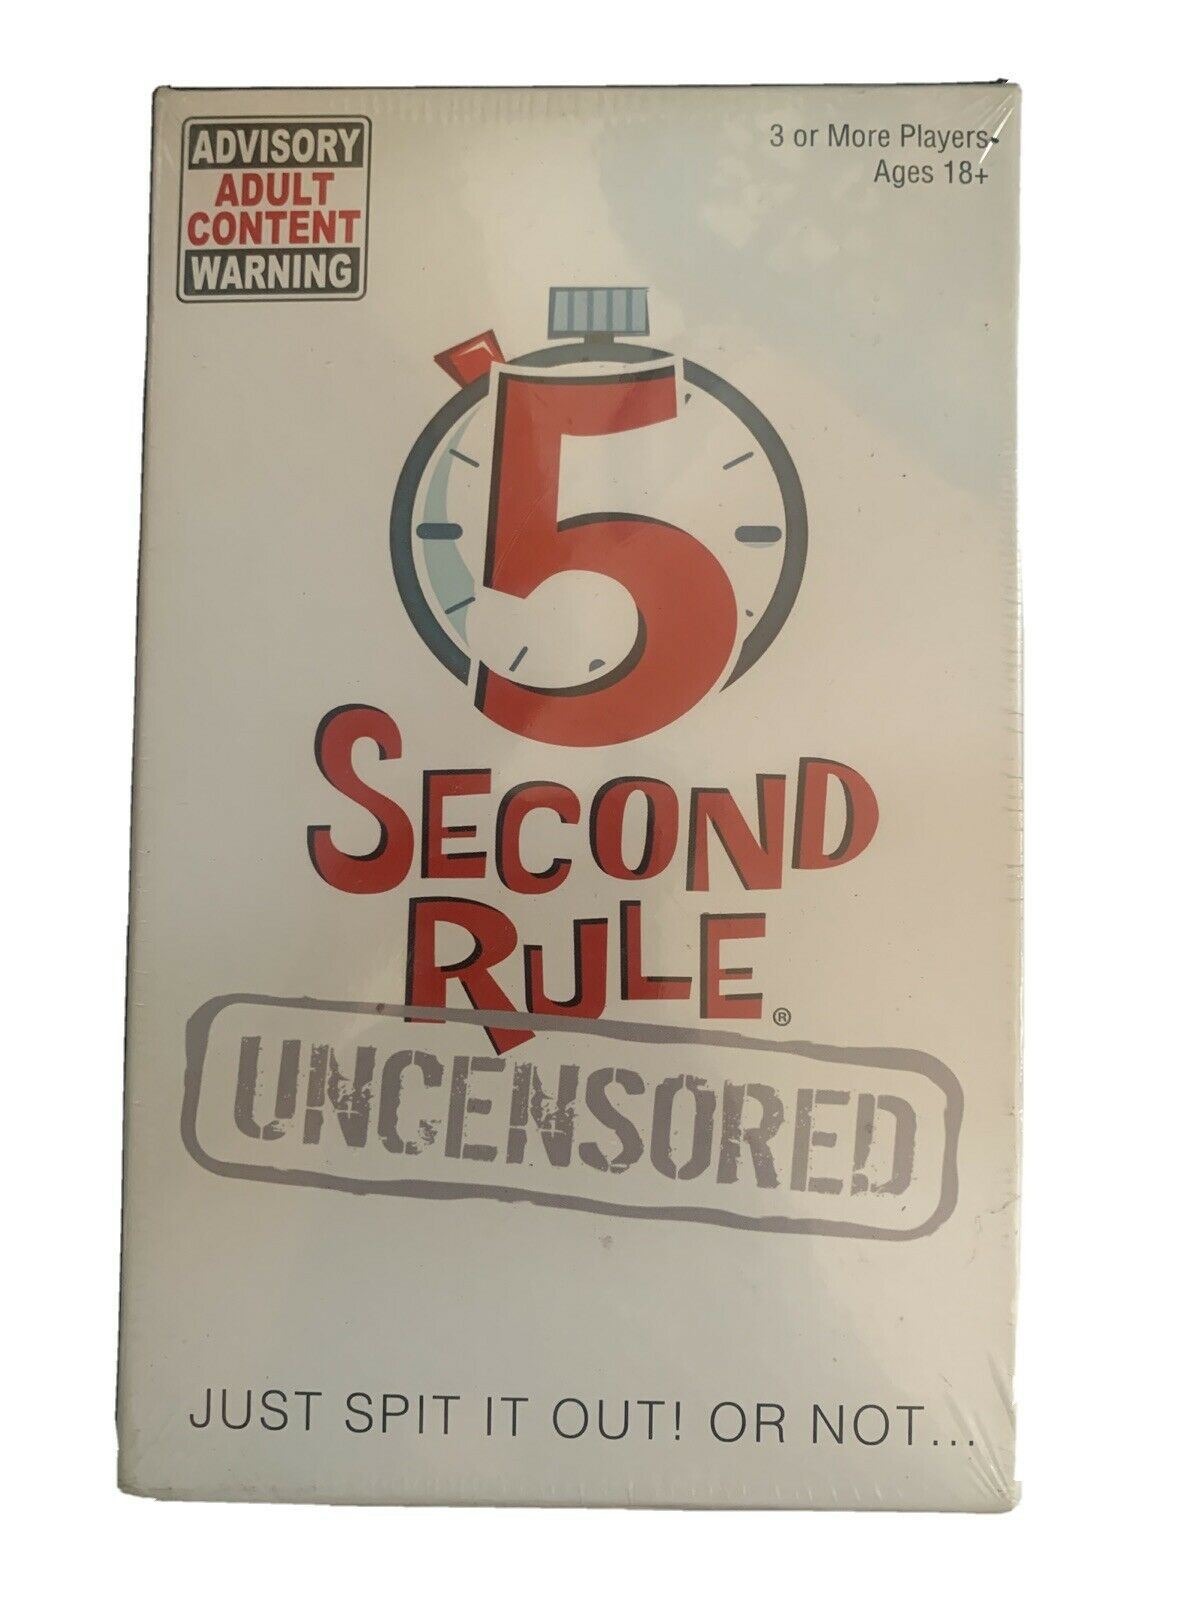 ADVISORY
ADULT
CONTENT
WARNING
3 or More Players
Ages 18+
5
SECOND
RULE®
UNCENSORED
JUST SPIT IT OUT! OR NOT...